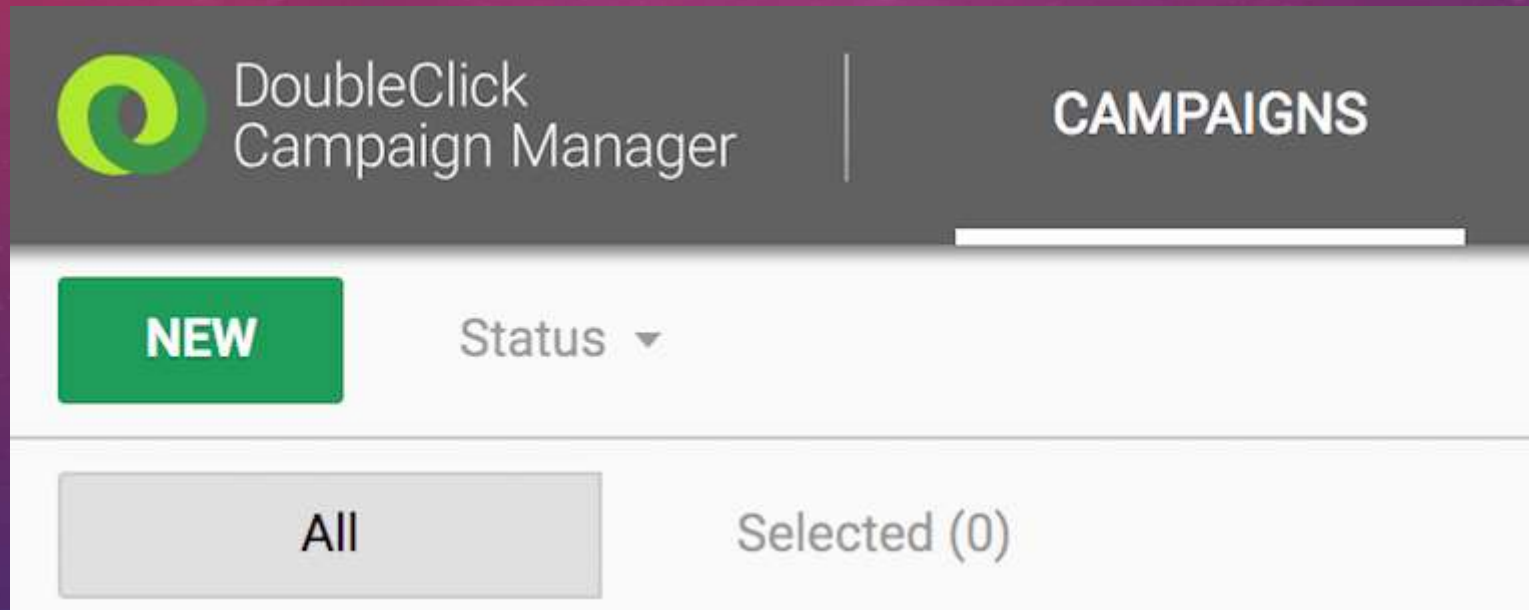 DoubleClick
Campaign Manager
CAMPAIGNS
NEW
Status
All
Selected (0)